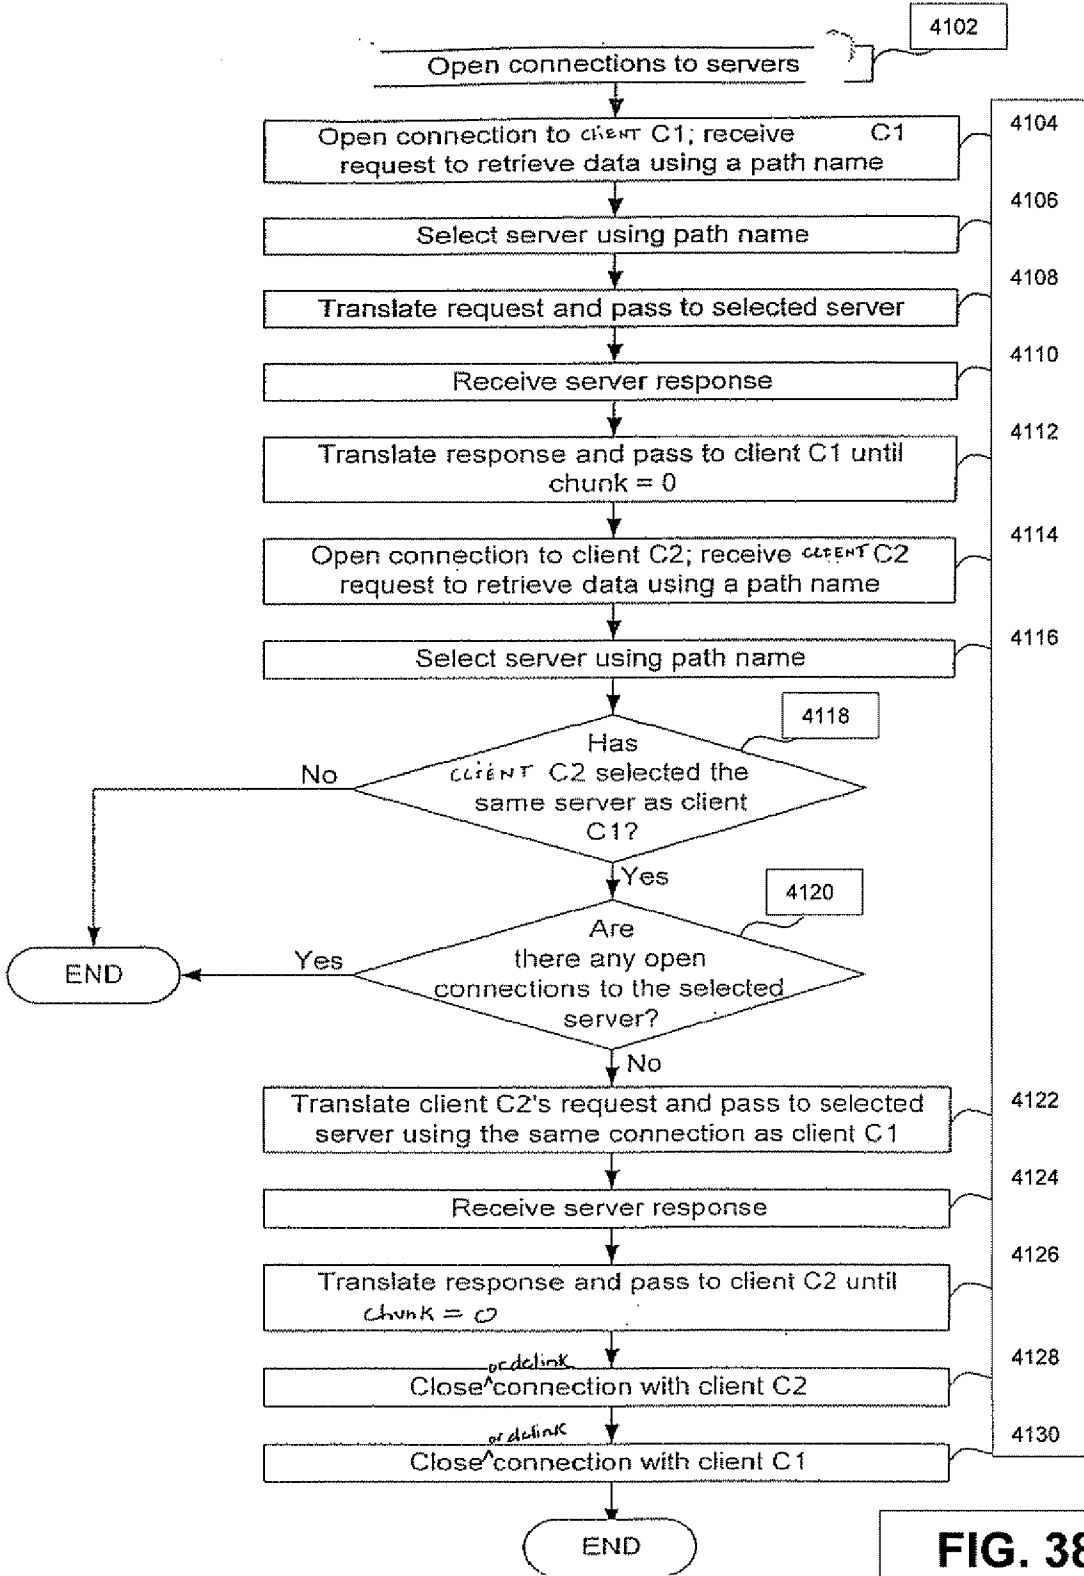 4102
Open connections to servers
4104
Open connection to CLIENT C1; receive C1
request to retrieve data using a path name
4106
Select server using path name
4108
Translate request and pass to selected server
4110
Receive server response
4112
Translate response and pass to client C1 until
chunk = 0
4114
Open connection to client C2; receive CLIENT C2
request to retrieve data using a path name
4116
Select server using path name
4118
Has
CLIENT C2 selected the
same server as client
C1?
No
Yes
4120
Are
there any open
connections to the selected
server?
Yes
END
No
4122
Translate client C2's request and pass to selected
server using the same connection as client C1
4124
Receive server response
4126
Translate response and pass to client C2 until
chunk = 0
4128
or delink
Close ^ connection with client C2
4130
or delink
Close ^ connection with client C1
END
FIG. 38